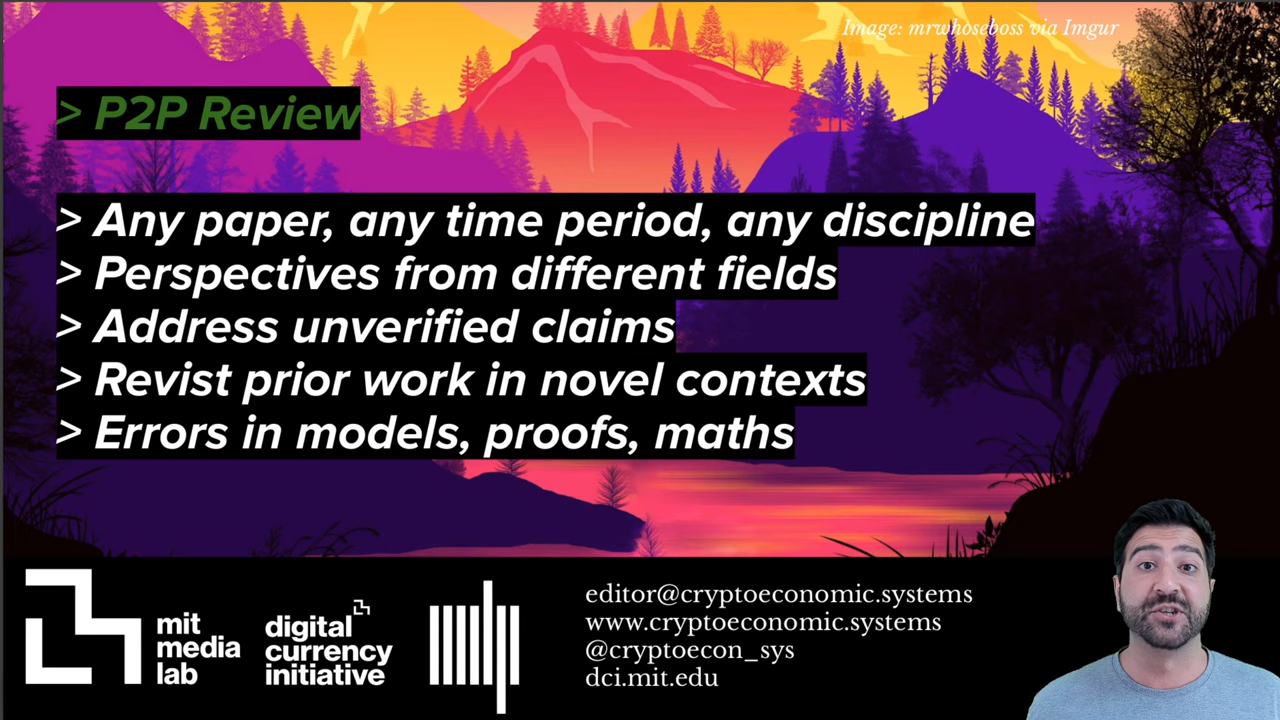 Image: mrwhoseboss via Imgur
> P2P Review
> Any paper, any time period, any discipline
> Perspectives from different fields
> Address unverified claims
> Revist prior work in novel contexts
> Errors in models, proofs, maths
mit
media
lab
digital
currency
initiative
editor@cryptoeconomic.systems
www.cryptoeconomic.systems
@cryptoecon_sys
dci.mit.edu